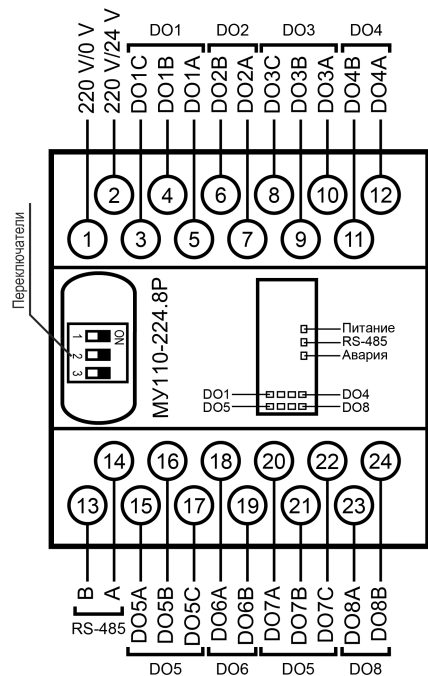 DO1 DO2 DO3 DO4
220 V/0 V
220 V/24 V
DO1C
DO1B
DO1A
DO2B
DO2A
DO3C
DO3B
DO3A
DO4B
DO4A
2 4 6 8 10 12
1 3 5 7 9 11
Переключатели
ON
1
2
3
МУ110-224.8Р
Питание
RS-485
Авария
DO1 DO4
DO5 DO8
14 16 18 20 22 24
13 15 17 19 21 23
B
A
DO5A
DO5B
DO5C
DO6A
DO6B
DO7A
DO7B
DO7C
DO8A
DO8B
RS-485
DO5 DO6 DO5 DO8